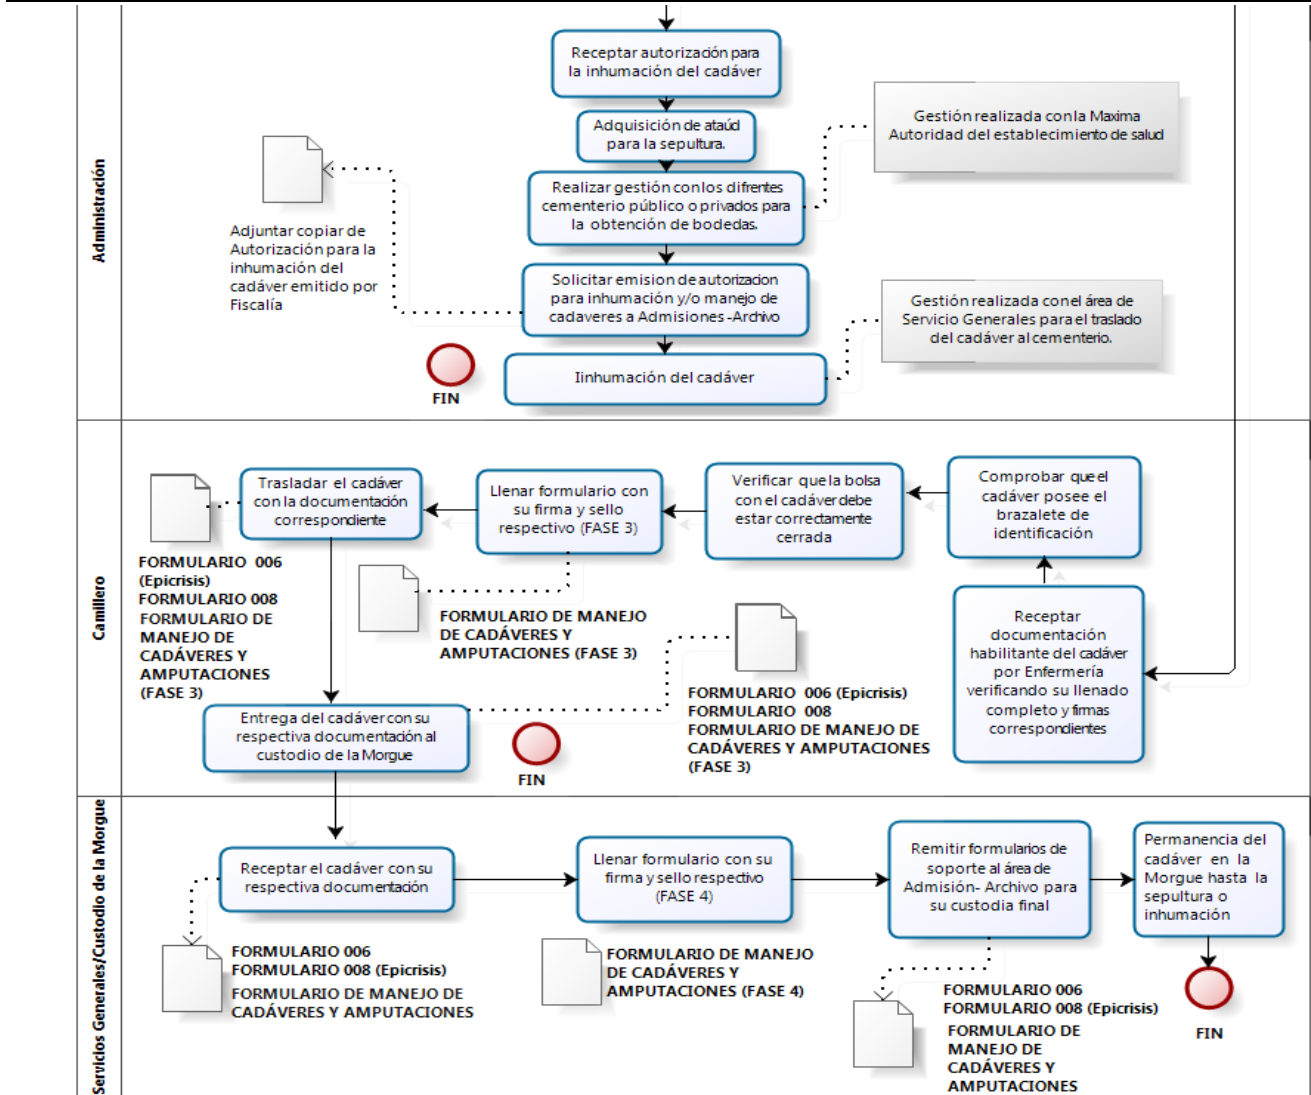 Administración
Receptar autorización para
la inhumación del cadáver
Adquisición de ataúd
para la sepultura.
Gestión realizada con la Maxima
Autoridad del establecimiento de salud
Realizar gestión con los difrentes
cementerio público o privados para
la obtención de bodedas.
Adjuntar copiar de
Autorización para la
inhumación del
cadáver emitido por
Fiscalía
Solicitar emision de autorizacion
para inhumación y/o manejo de
cadaveres a Admisiones -Archivo
Gestión realizada con el área de
Servicio Generales para el traslado
del cadáver al cementerio.
Iinhumación del cadáver
FIN
Camillero
Trasladar el cadáver
con la documentación
correspondiente
Llenar formulario con
su firma y sello
respectivo (FASE 3)
Verificar que la bolsa
con el cadáver debe
estar correctamente
cerrada
Comprobar que el
cadáver posee el
brazalete de
identificación
FORMULARIO 006
(Epicrisis)
FORMULARIO 008
FORMULARIO DE
MANEJO DE
CADÁVERES Y
AMPUTACIONES
(FASE 3)
FORMULARIO DE MANEJO
DE CADÁVERES Y
AMPUTACIONES (FASE 3)
Receptar
documentación
habilitante del cadáver
por Enfermería
verificando su llenado
completo y firmas
correspondientes
FORMULARIO 006 (Epicrisis)
FORMULARIO 008
FORMULARIO DE MANEJO DE
CADÁVERES Y AMPUTACIONES
(FASE 3)
Entrega del cadáver con su
respectiva documentación al
custodio de la Morgue
FIN
Servicios Generales/Custodio de la Morgue
Receptar el cadáver con su
respectiva documentación
Llenar formulario con su
firma y sello respectivo
(FASE 4)
Remitir formularios de
soporte al área de
Admisión- Archivo para
su custodia final
Permanencia del
cadáver en la
Morgue hasta la
sepultura o
inhumación
FORMULARIO 006
FORMULARIO 008 (Epicrisis)
FORMULARIO DE MANEJO DE
CADÁVERES Y AMPUTACIONES
FORMULARIO DE MANEJO
DE CADÁVERES Y
AMPUTACIONES (FASE 4)
FORMULARIO 006
FORMULARIO 008 (Epicrisis)
FORMULARIO DE
MANEJO DE
CADÁVERES Y
AMPUTACIONES
FIN